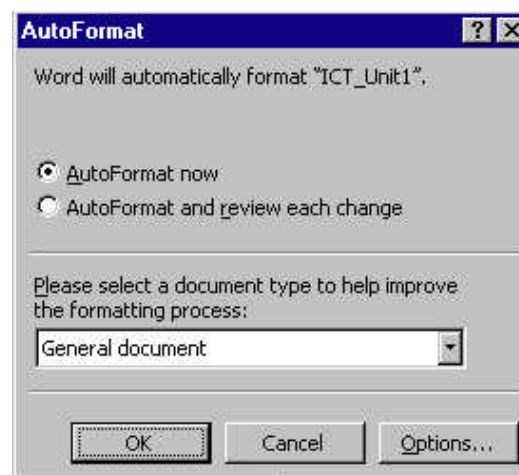 AutoFormat
Word will automatically format "ICT_Unit1".
AutoFormat now
AutoFormat and review each change
Please select a document type to help improve
the formatting process:
General document
OK Cancel Options...